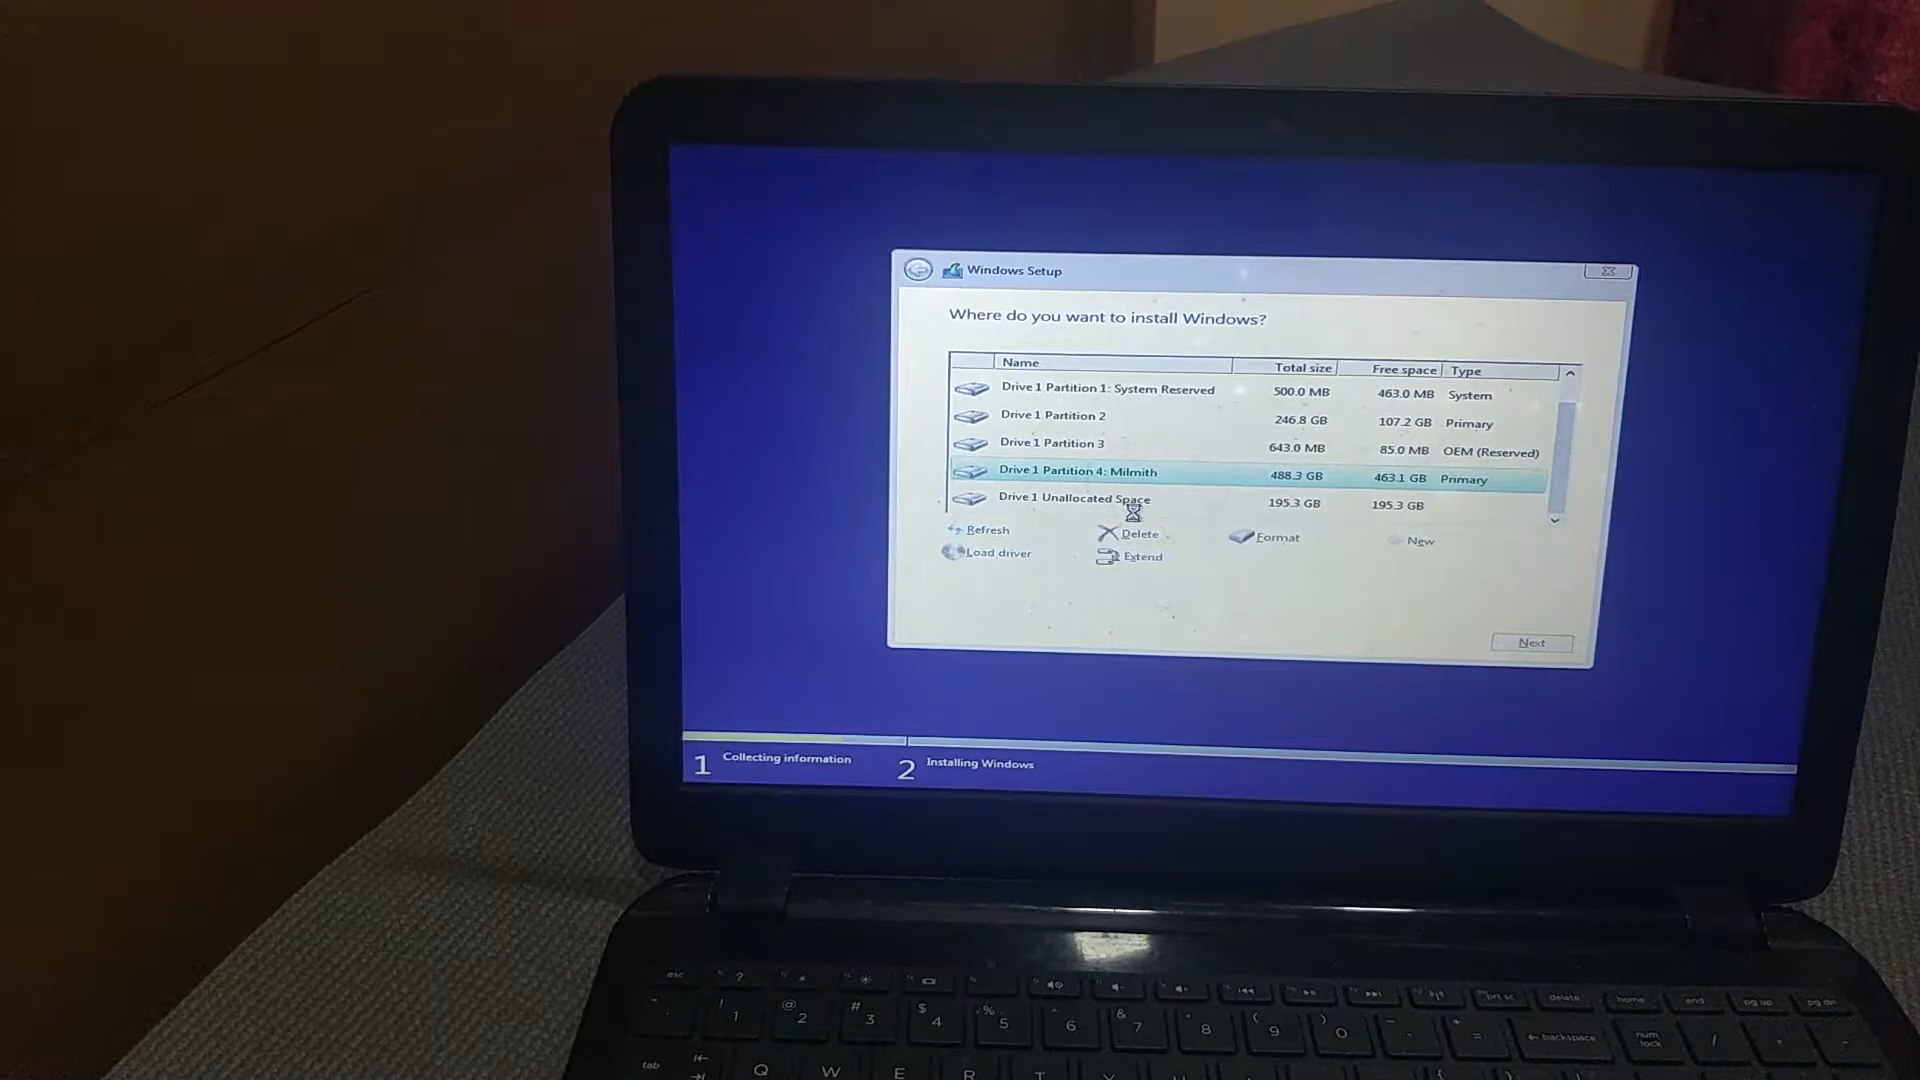 Windows Setup
Where do you want to install Windows?
Name Total size Free space Type
Drive 1 Partition 1: System Reserved 500.0 MB 463.0 MB System
Drive 1 Partition 2 246.8 GB 107.2 GB Primary
Drive 1 Partition 3 643.0 MB 85.0 MB OEM (Reserved)
Drive 1 Partition 4: Milmith 488.3 GB 463.1 GB Primary
Drive 1 Unallocated Space 195.3 GB 195.3 GB
Refresh Delete Format New
Load driver Extend
Next
1 Collecting information 2 Installing Windows
esc ? prt sc delete home end pg up pg dn
! 1 @ 2 # 3 $ 4 % 5 ^ 6 & 7 * 8 ( 9 ) 0 - + = backspace num lock / -
tab Q W E R T